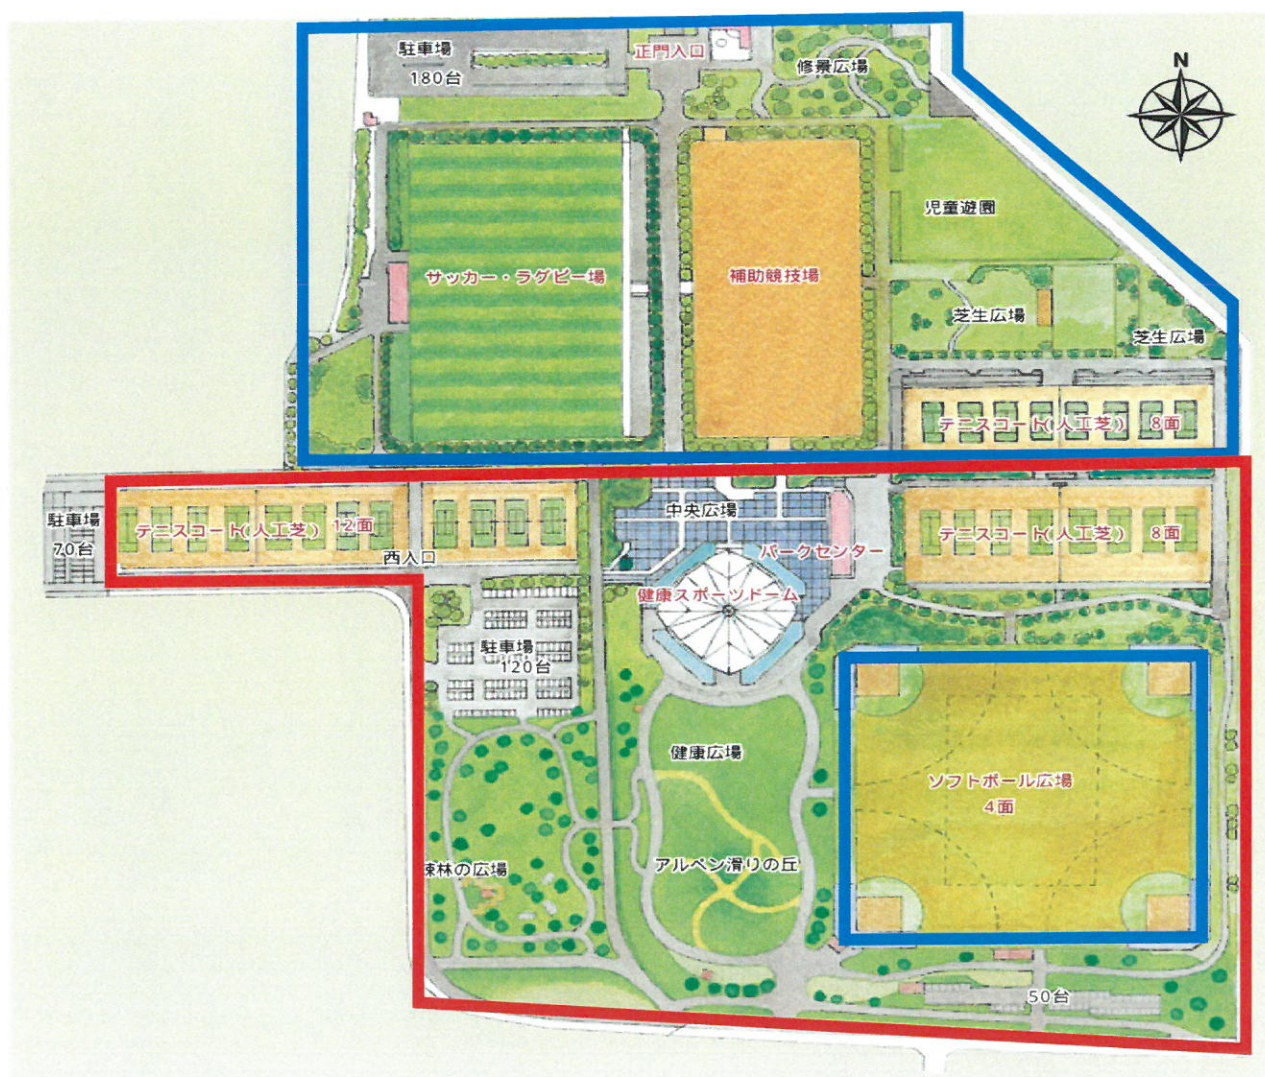 駐車場
180台
正門入口
修景広場
N
児童遊園
サッカー・ラグビー場
補助競技場
芝生広場
芝生広場
テニスコート(人工芝) 8面
駐車場
70台
テニスコート(人工芝) 12面
西入口
中央広場
パークセンター
テニスコート(人工芝) 8面
健康スポーツドーム
駐車場
120台
健康広場
ソフトボール広場
4面
アルペン滑りの丘
林の広場
50台